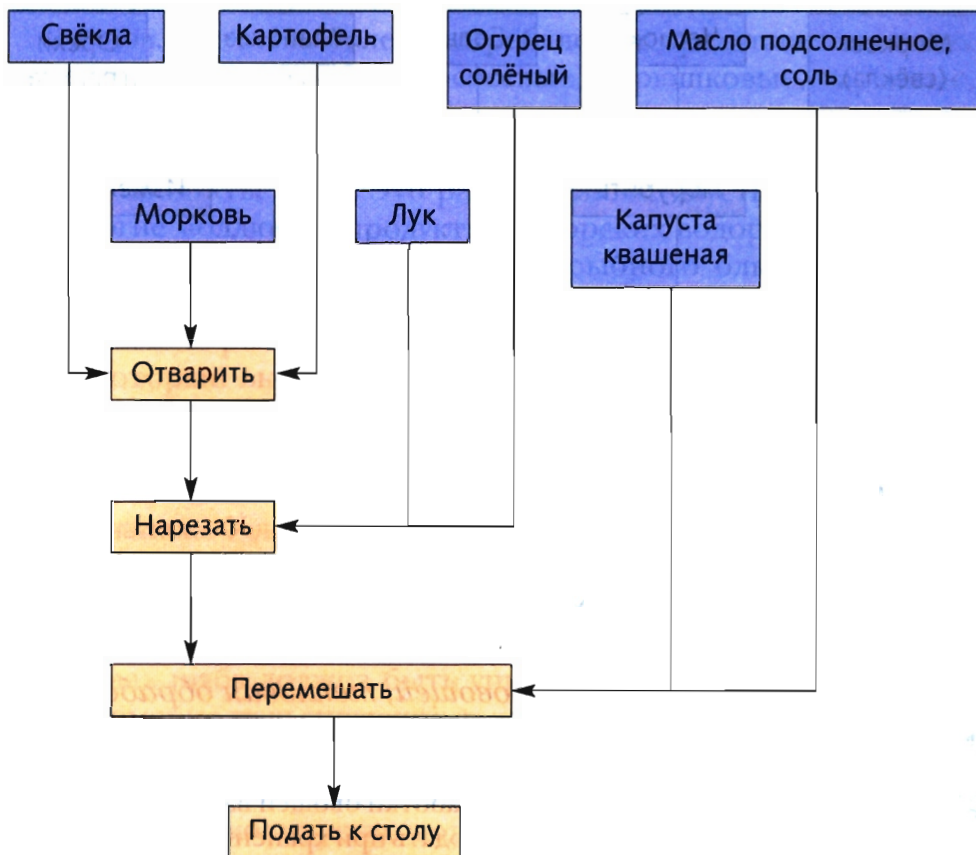 Свёкла
Картофель
Огурец
солёный
Масло подсолнечное,
соль
Морковь
Лук
Капуста
квашеная
Отварить
Нарезать
Перемешать
Подать к столу